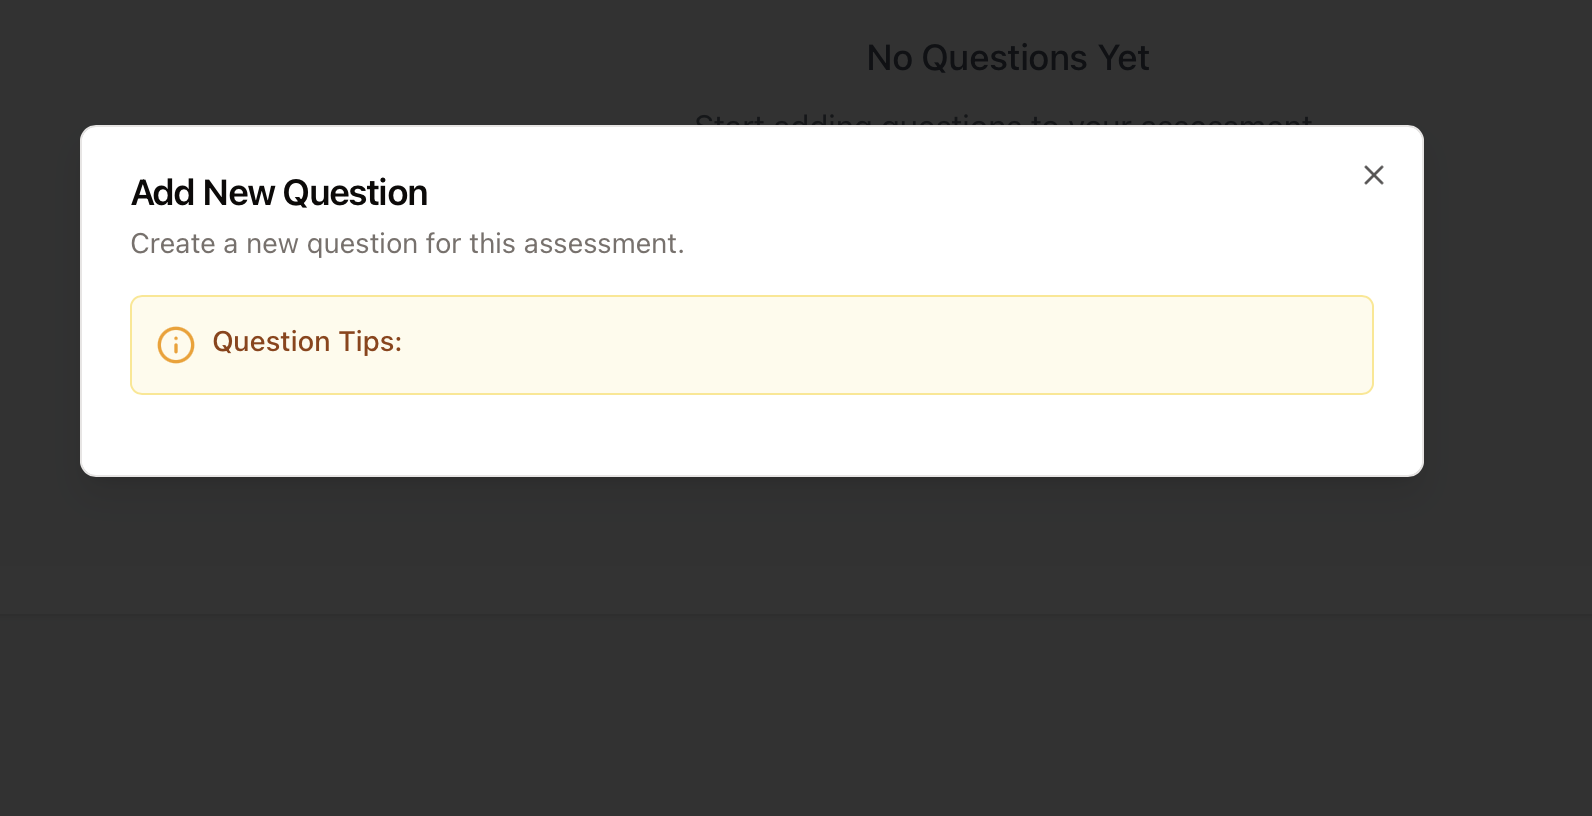 No Questions Yet
Start adding questions to your assessment
Add New Question
Create a new question for this assessment.
Question Tips: